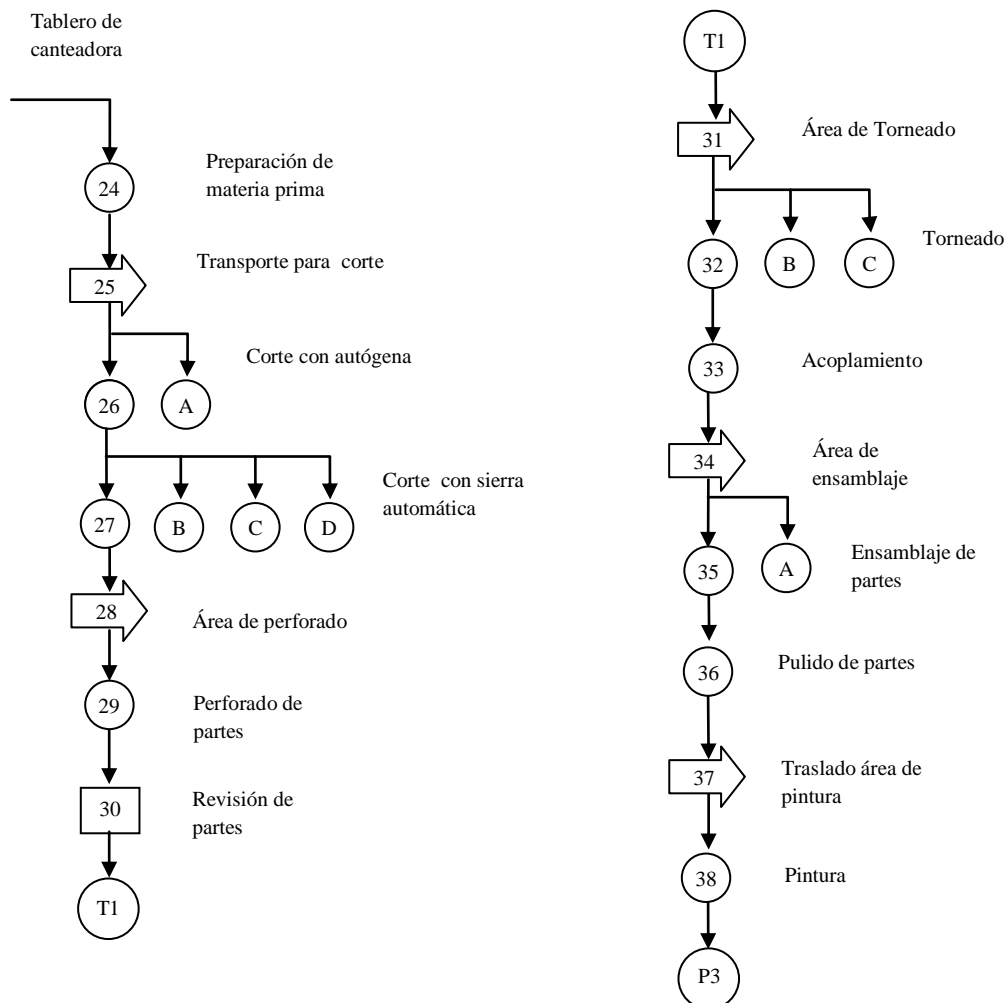 Tablero de
canteadora
24
Preparación de
materia prima
25
Transporte para corte
Corte con autógena
26
A
Corte con sierra
automática
27
B
C
D
28
Área de perforado
29
Perforado de
partes
30
Revisión de
partes
T1
T1
31
Área de Torneado
Torneado
32
B
C
33
Acoplamiento
34
Área de
ensamblaje
35
A
Ensamblaje de
partes
36
Pulido de partes
37
Traslado área de
pintura
38
Pintura
P3